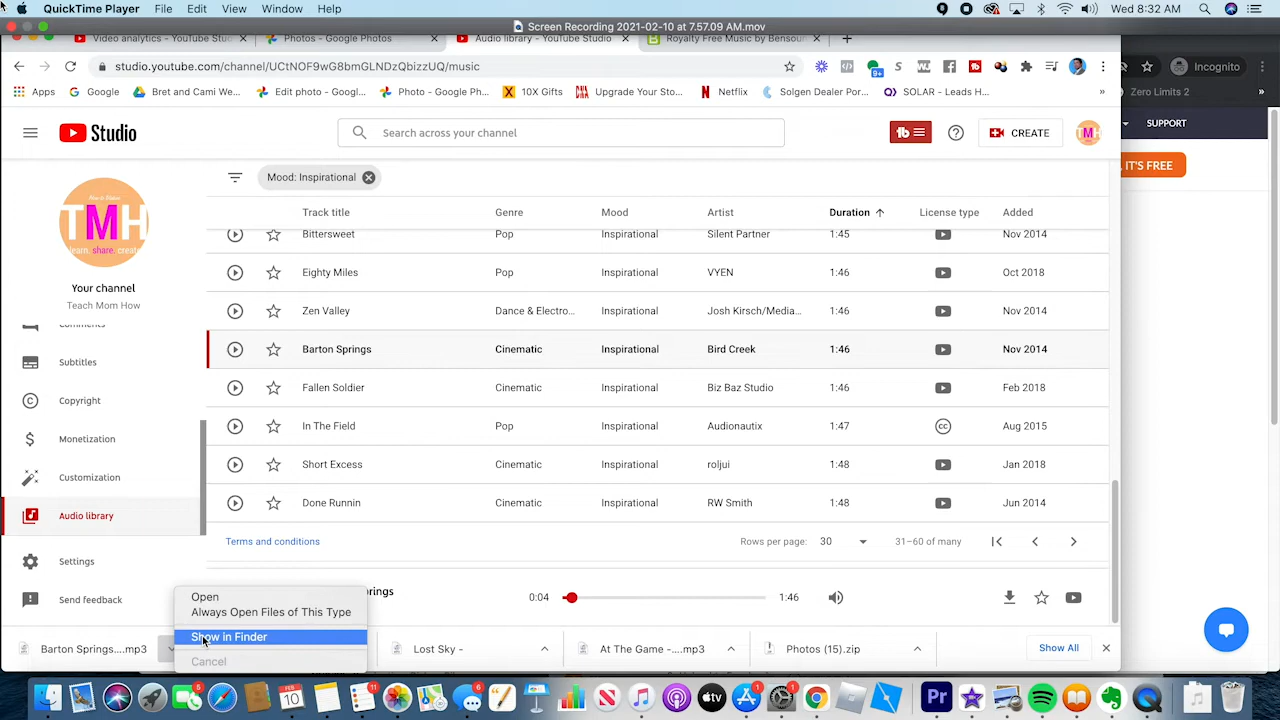 QuickTime Player File Edit View Window Help Wed 8:32 AM
Screen Recording 2021-02-10 at 7.57.09 AM.mov
Video analytics - YouTube × Photos - Google Photos × Audio library - YouTube Studio × Royalty Free Music by Bensour × +
studio.youtube.com/channel/UCtNOF9wG8bmGLNDzQbizzUQ/music
9+
Incognito
Apps Google Bret and Cami We... Edit photo - Googl... Photo - Google Ph... 10X Gifts Upgrade Your Sto... Netflix Solgen Dealer Por... SOLAR - Leads H... » Zero Limits 2 »
Studio
Search across your channel
CREATE
TMH
SUPPORT
IT'S FREE
Mood: Inspirational
TMH
learn. share. create
Your channel
Teach Mom How
Comments
Subtitles
Copyright
Monetization
Customization
Audio library
Settings
Send feedback
Track title Genre Mood Artist Duration License type Added
Bittersweet Pop Inspirational Silent Partner 1:45 Nov 2014
Eighty Miles Pop Inspirational VYEN 1:46 Oct 2018
Zen Valley Dance & Electro... Inspirational Josh Kirsch/Media... 1:46 Nov 2014
Barton Springs Cinematic Inspirational Bird Creek 1:46 Nov 2014
Fallen Soldier Cinematic Inspirational Biz Baz Studio 1:46 Feb 2018
In The Field Pop Inspirational Audionautix 1:47 Aug 2015
Short Excess Cinematic Inspirational roljui 1:48 Jan 2018
Done Runnin Cinematic Inspirational RW Smith 1:48 Jun 2014
Terms and conditions Rows per page: 30 31–60 of many
rings 0:04 1:46
Open
Always Open Files of This Type
Show in Finder
Cancel
Barton Springs....mp3 Lost Sky - At The Game -....mp3 Photos (15).zip Show All
FEB
10
Pr